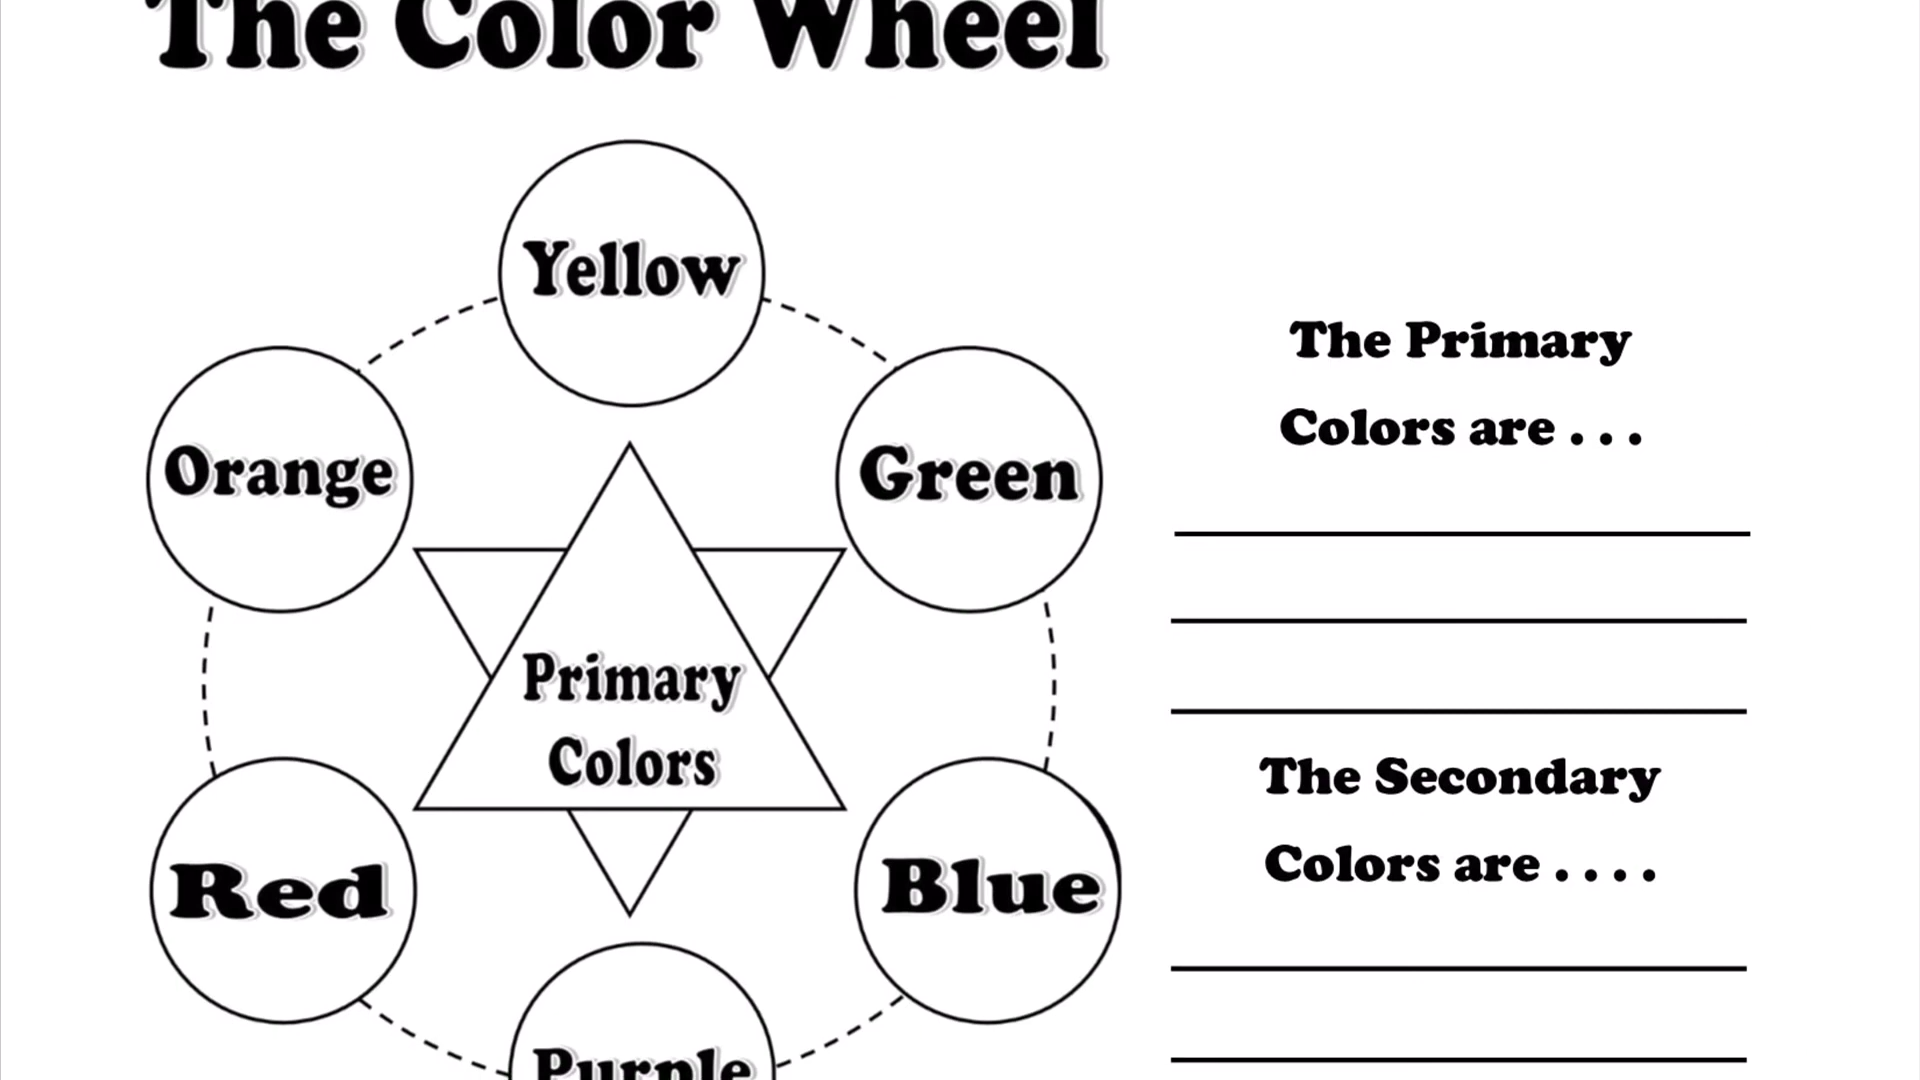 The Color Wheel
Yellow
Orange
Green
Primary
Colors
Red
Blue
Purple
The Primary
Colors are . . .
The Secondary
Colors are . . . .